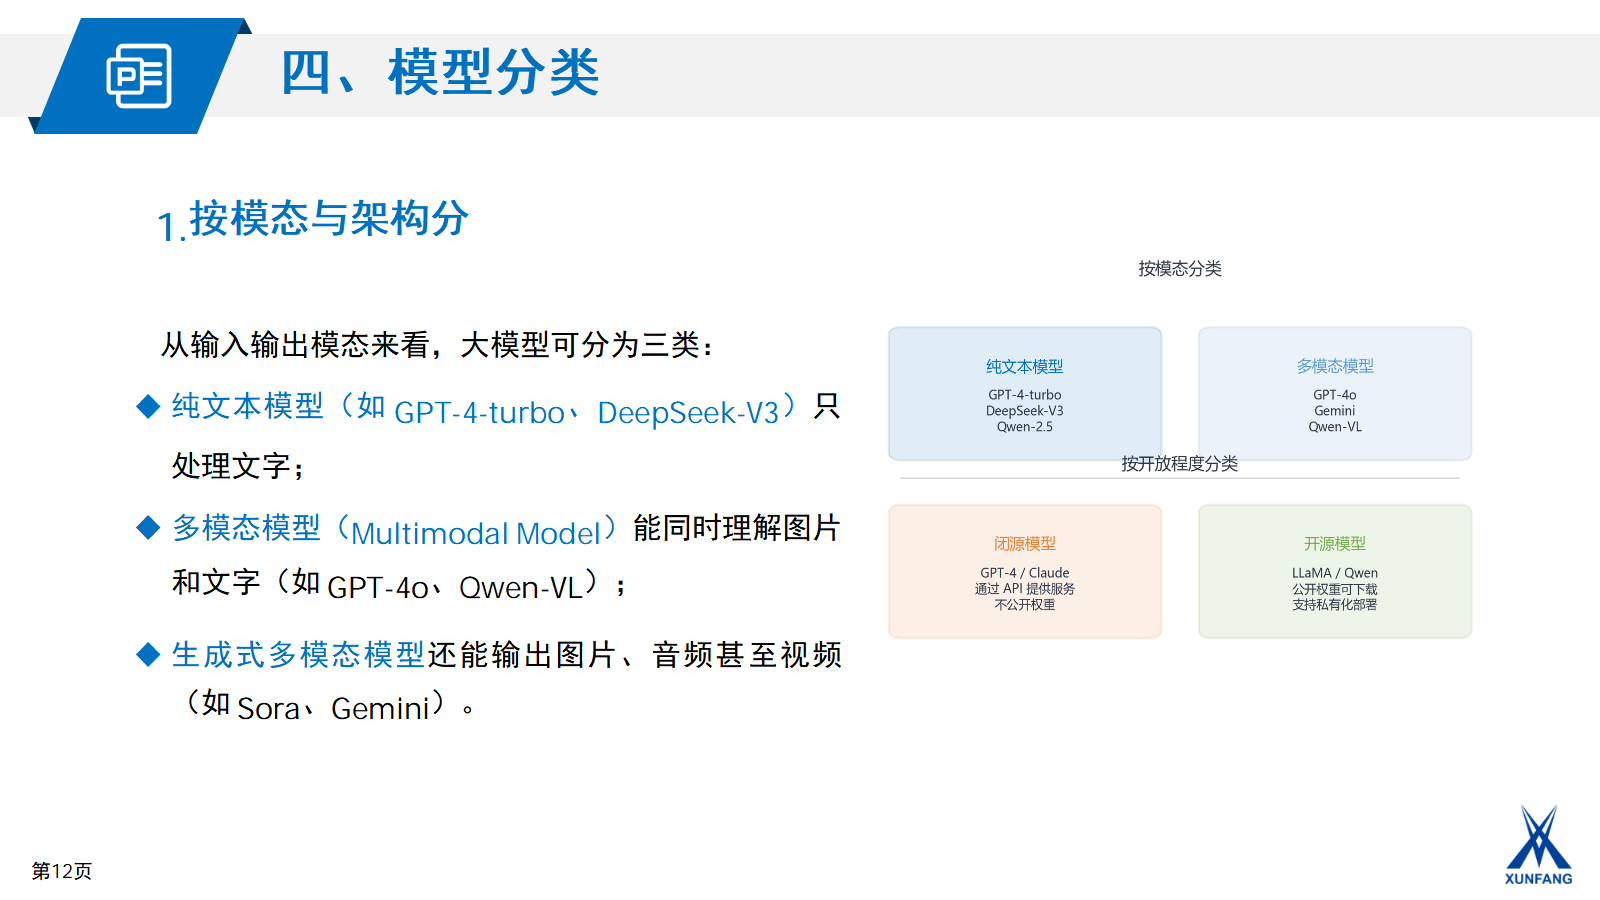 四、模型分类
1.按模态与架构分
从输入输出模态来看，大模型可分为三类：
纯文本模型（如 GPT-4-turbo、DeepSeek-V3）只
处理文字；
多模态模型（Multimodal Model）能同时理解图片
和文字（如 GPT-4o、Qwen-VL）；
生成式多模态模型还能输出图片、音频甚至视频
（如 Sora、Gemini）。
按模态分类
纯文本模型
GPT-4-turbo
DeepSeek-V3
Qwen-2.5
多模态模型
GPT-4o
Gemini
Qwen-VL
按开放程度分类
闭源模型
GPT-4 / Claude
通过 API 提供服务
不公开权重
开源模型
LLaMA / Qwen
公开权重可下载
支持私有化部署
第12页
XUNFANG